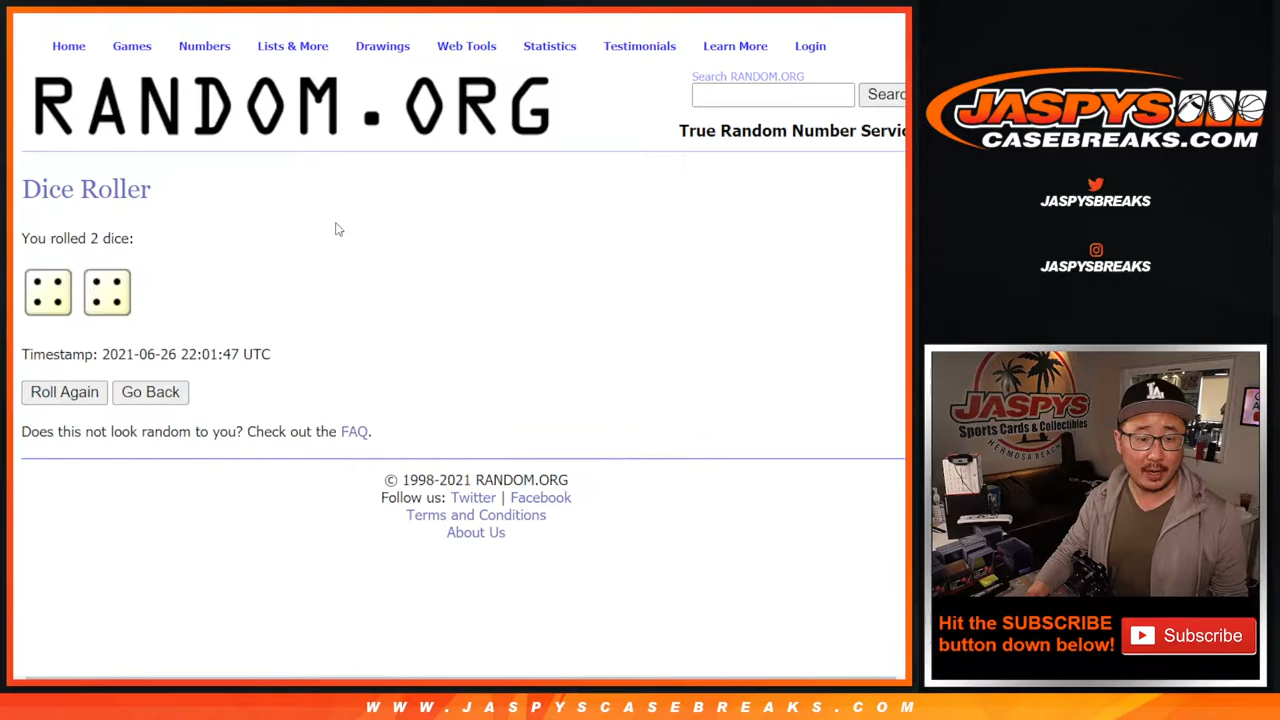 Home Games Numbers Lists & More Drawings Web Tools Statistics Testimonials Learn More Login
RANDOM.ORG
Search RANDOM.ORG
Searc
True Random Number Servic
Dice Roller
You rolled 2 dice:
Timestamp: 2021-06-26 22:01:47 UTC
Roll Again Go Back
Does this not look random to you? Check out the FAQ.
© 1998-2021 RANDOM.ORG
Follow us: Twitter | Facebook
Terms and Conditions
About Us
JASPYS
CASEBREAKS.COM
JASPYSBREAKS
JASPYSBREAKS
JASPYS
Sports Cards & Collectibles
HERMOSA BEACH
LA
Hit the SUBSCRIBE
button down below!
Subscribe
WWW.JASPYSCASEBREAKS.COM